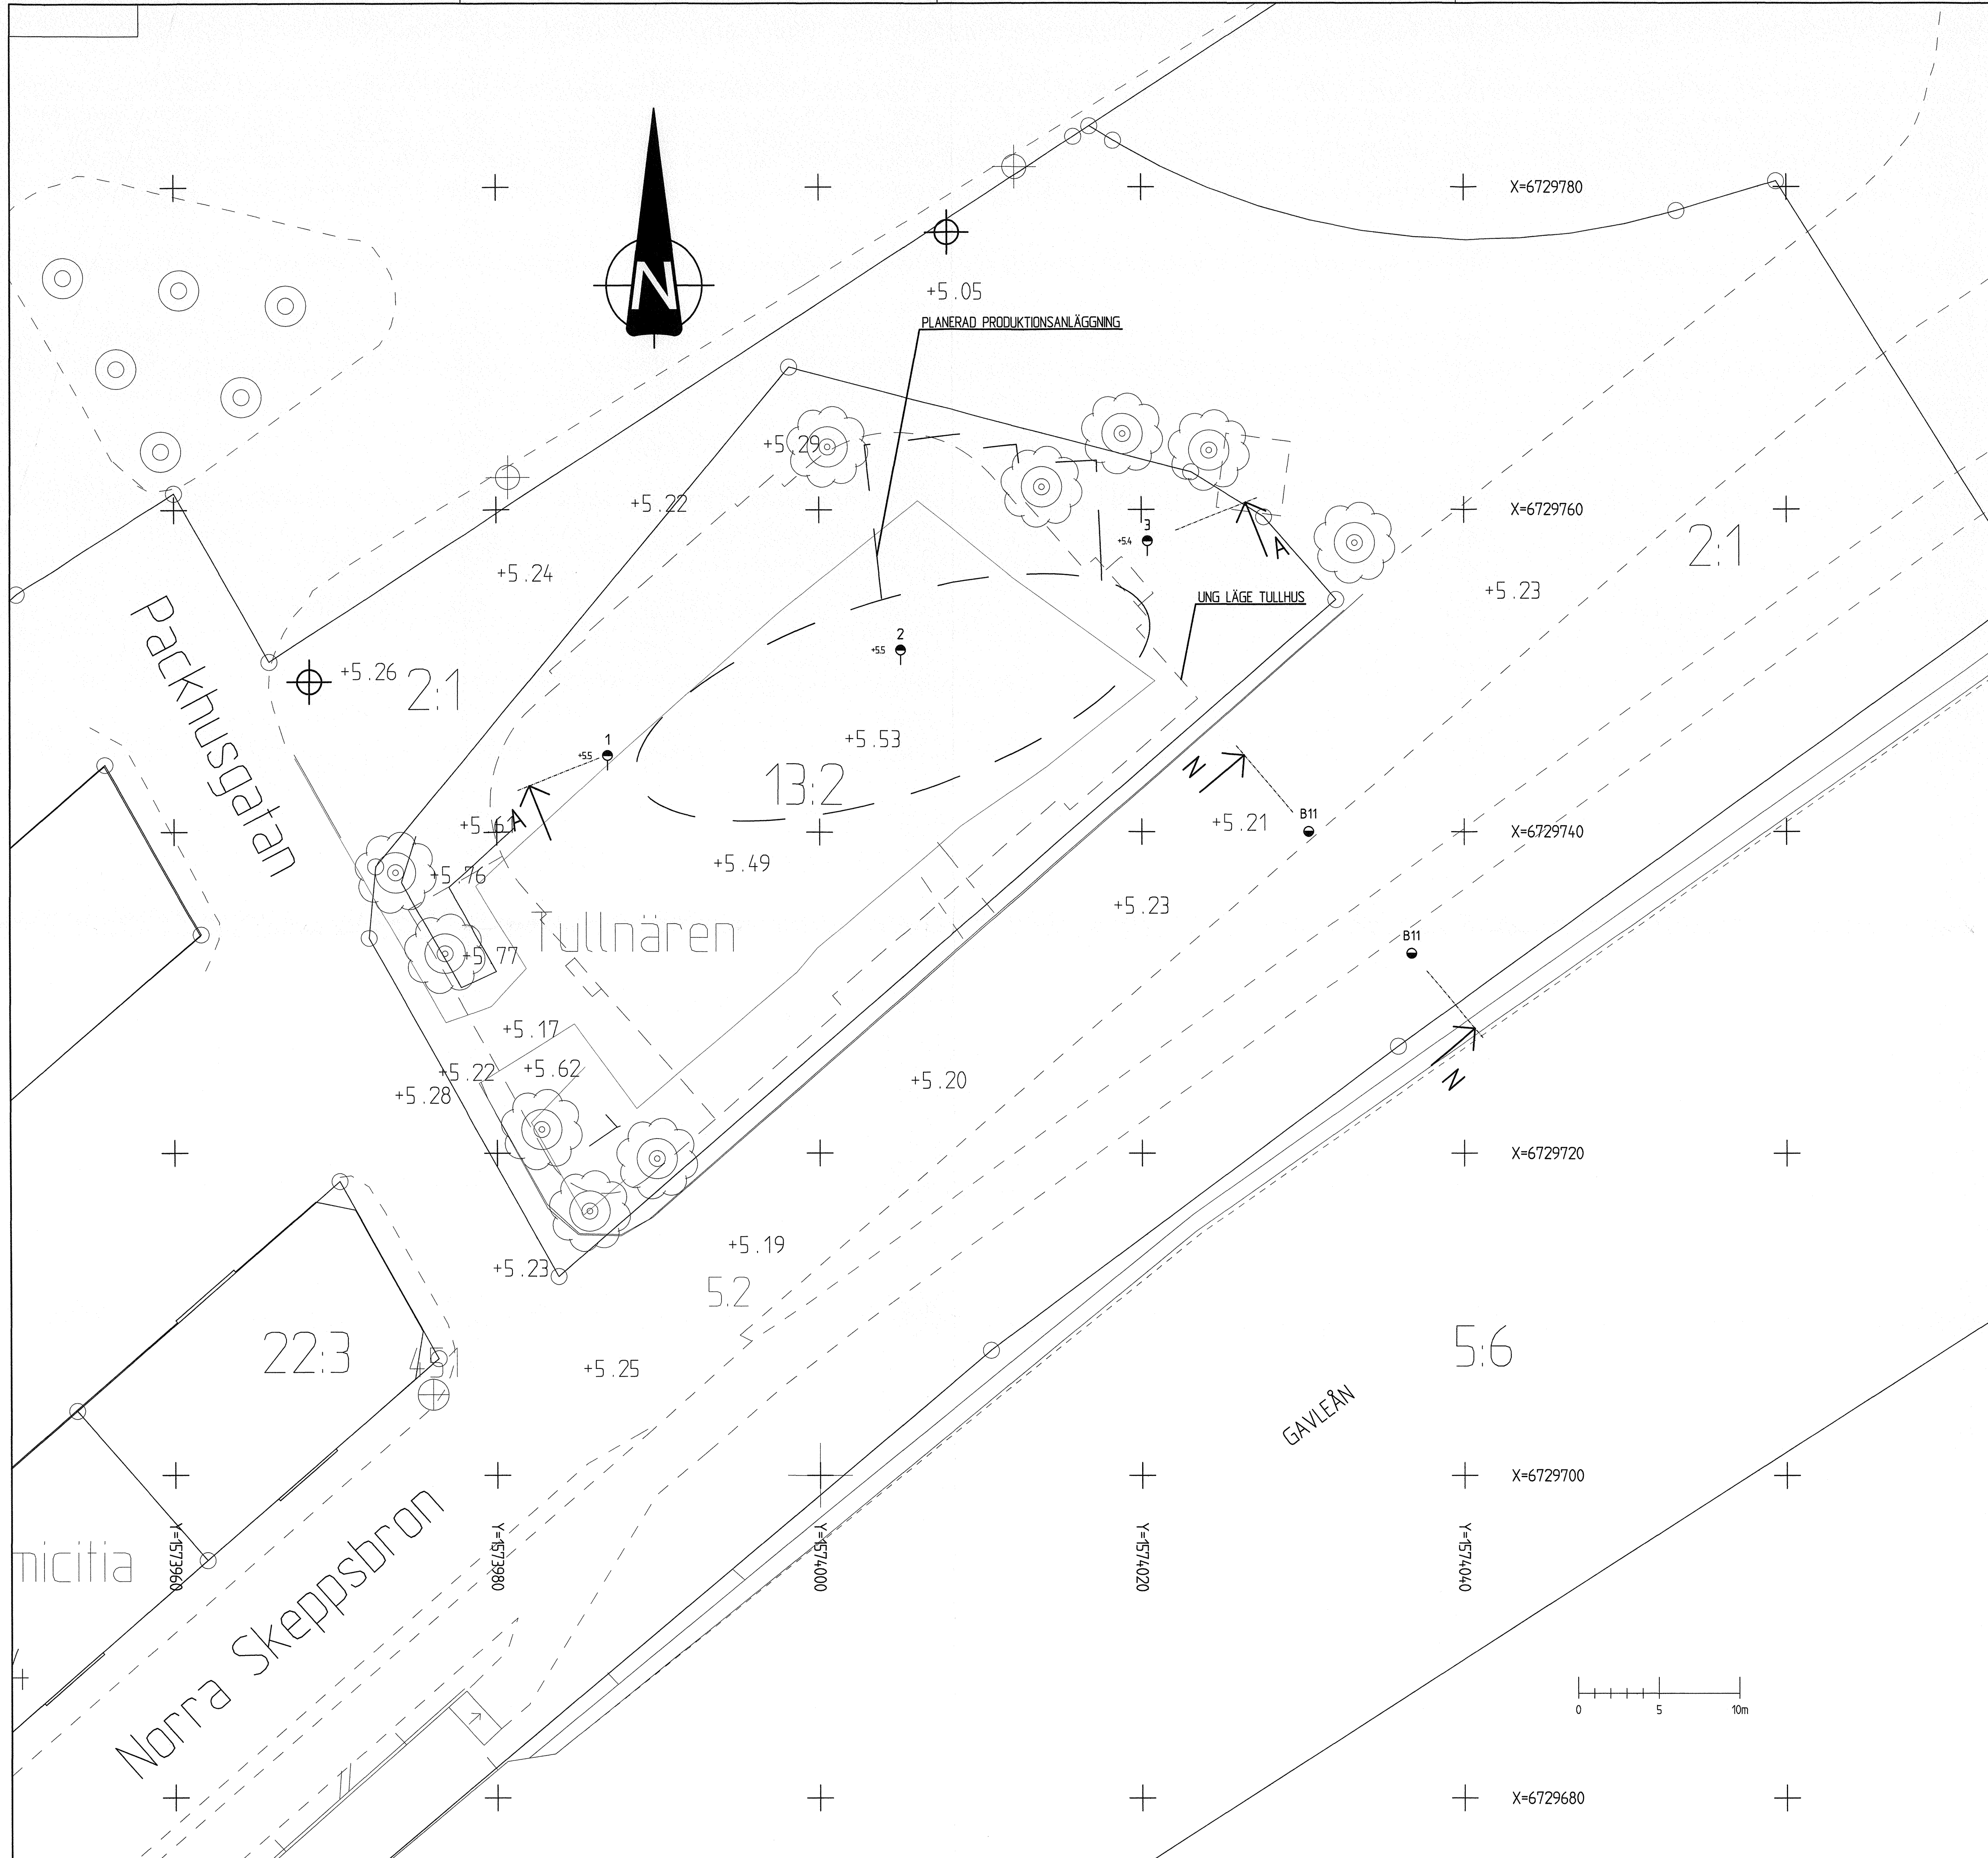 X=6729780
N
+5.05
PLANERAD PRODUKTIONSANLÄGGNING
+5.29
+5.22
X=6729760
3
+5.4
A
2:1
+5.24
+5.23
UNG LÄGE TULLHUS
Packhusgatan
2
+5.5
+5.26
2:1
1
+5.5
+5.53
13:2
N
A
+5.61
+5.21
B11
X=6729740
+5.49
+5.76
+5.23
Tullnären
B11
+5.77
+5.17
+5.22
+5.62
+5.28
+5.20
N
X=6729720
+5.19
+5.23
5.2
22:3
451
+5.25
5:6
GAVLEÅN
X=6729700
Y=1573960
Y=1573980
Y=1574000
Y=1574020
Y=1574040
micitia
Norra Skeppsbron
0 5 10m
X=6729680